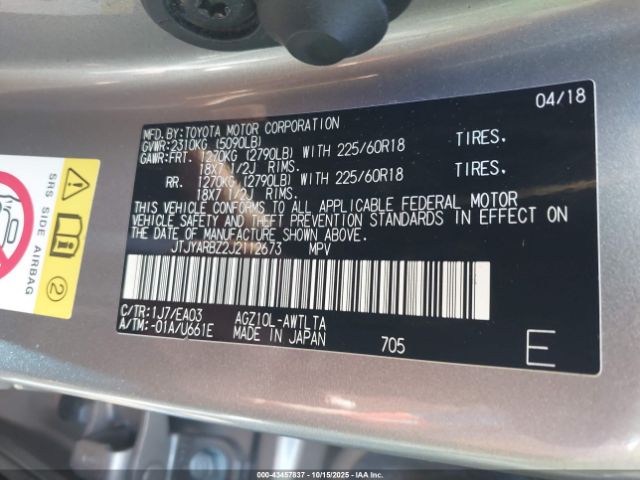 04/18
MFD.BY:TOYOTA MOTOR CORPORATION
GVWR:2310KG (5090LB)
GAWR:FRT. 1270KG (2790LB) WITH 225/60R18 TIRES.
18X7 1/2J RIMS.
RR. 1270KG (2790LB) WITH 225/60R18 TIRES.
18X7 1/2J RIMS.
THIS VEHICLE CONFORMS TO ALL APPLICABLE FEDERAL MOTOR
VEHICLE SAFETY AND THEFT PREVENTION STANDARDS IN EFFECT ON
THE DATE OF MANUFACTURE SHOWN ABOVE.
JTJYARBZ2J2112673 MPV
C/TR:1J7/EA03 AGZ10L-AWTLTA
A/TM:-01A/U661E MADE IN JAPAN 705
E
SRS SIDE AIRBAG
2
000-43457837 - 10/15/2025 - IAAI.COM